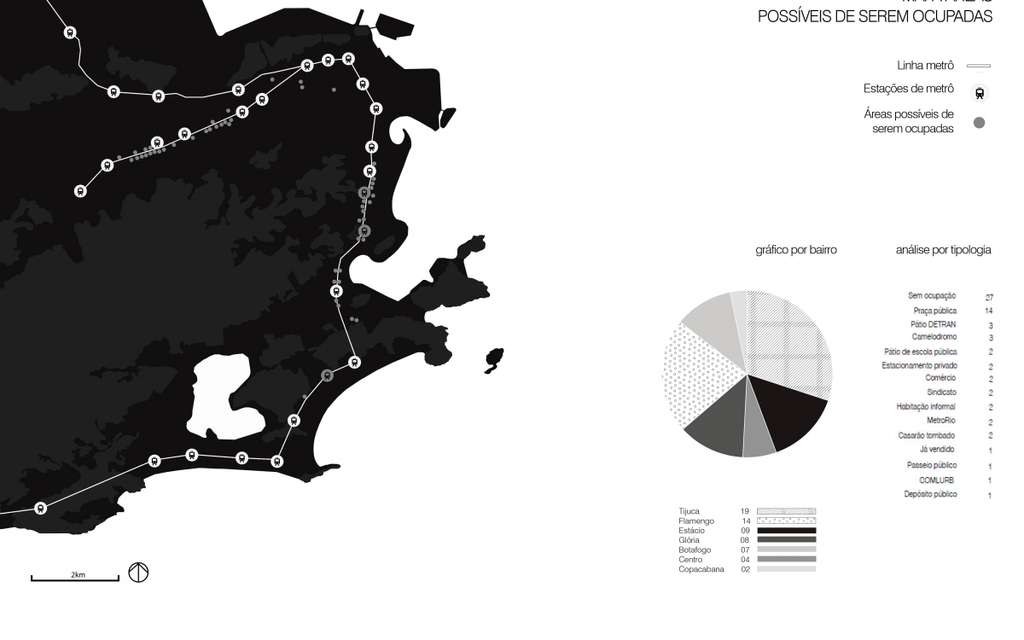 POSSÍVEIS DE SEREM OCUPADAS
Linha metrô
Estações de metrô
Áreas possíveis de
serem ocupadas
gráfico por bairro
análise por tipologia
Sem ocupação 27
Praça pública 14
Pátio DETRAN 3
Camelodromo 3
Pátio de escola pública 2
Estacionamento privado 2
Comércio 2
Sindicato 2
Habitação informal 2
MetroRio 2
Casarão tombado 2
Já vendido 1
Passeio público 1
COMLURB 1
Depósito público 1
Tijuca 19
Flamengo 14
Estácio 09
Glória 08
Botafogo 07
Centro 04
Copacabana 02
2km